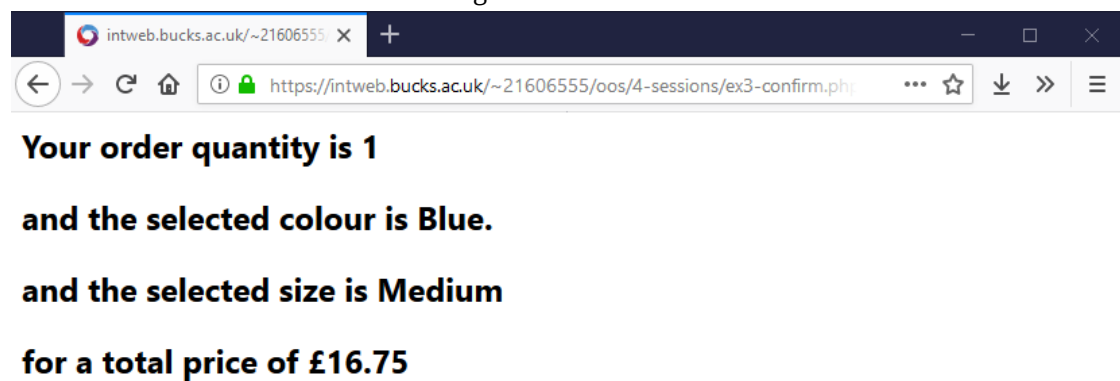 intweb.bucks.ac.uk/~21606555/
https://intweb.bucks.ac.uk/~21606555/oos/4-sessions/ex3-confirm.php
Your order quantity is 1
and the selected colour is Blue.
and the selected size is Medium
for a total price of £16.75